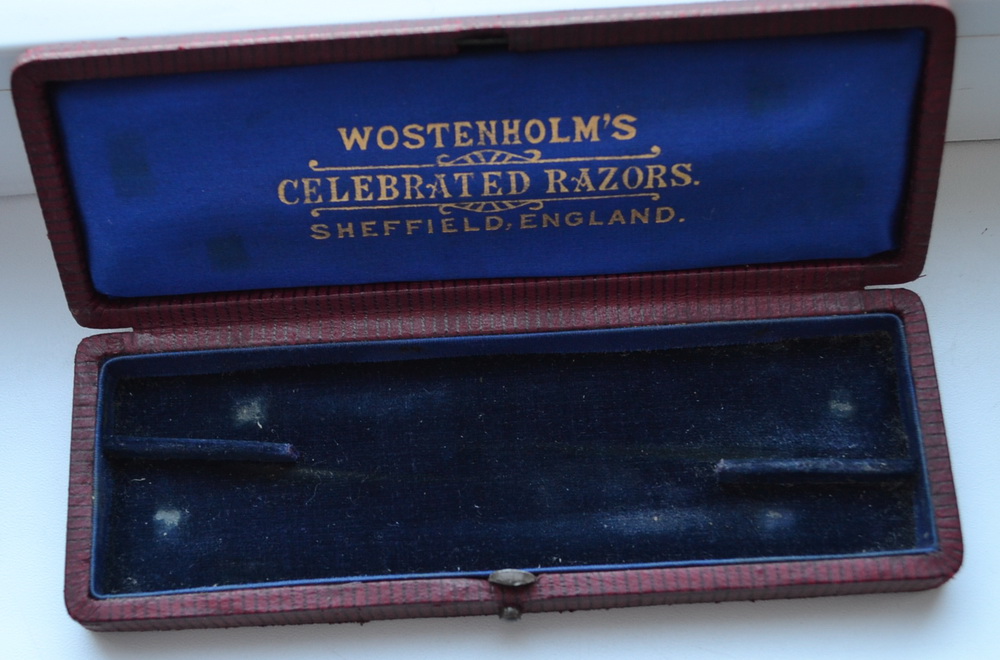 WOSTENHOLM'S
CELEBRATED RAZORS.
SHEFFIELD, ENGLAND.